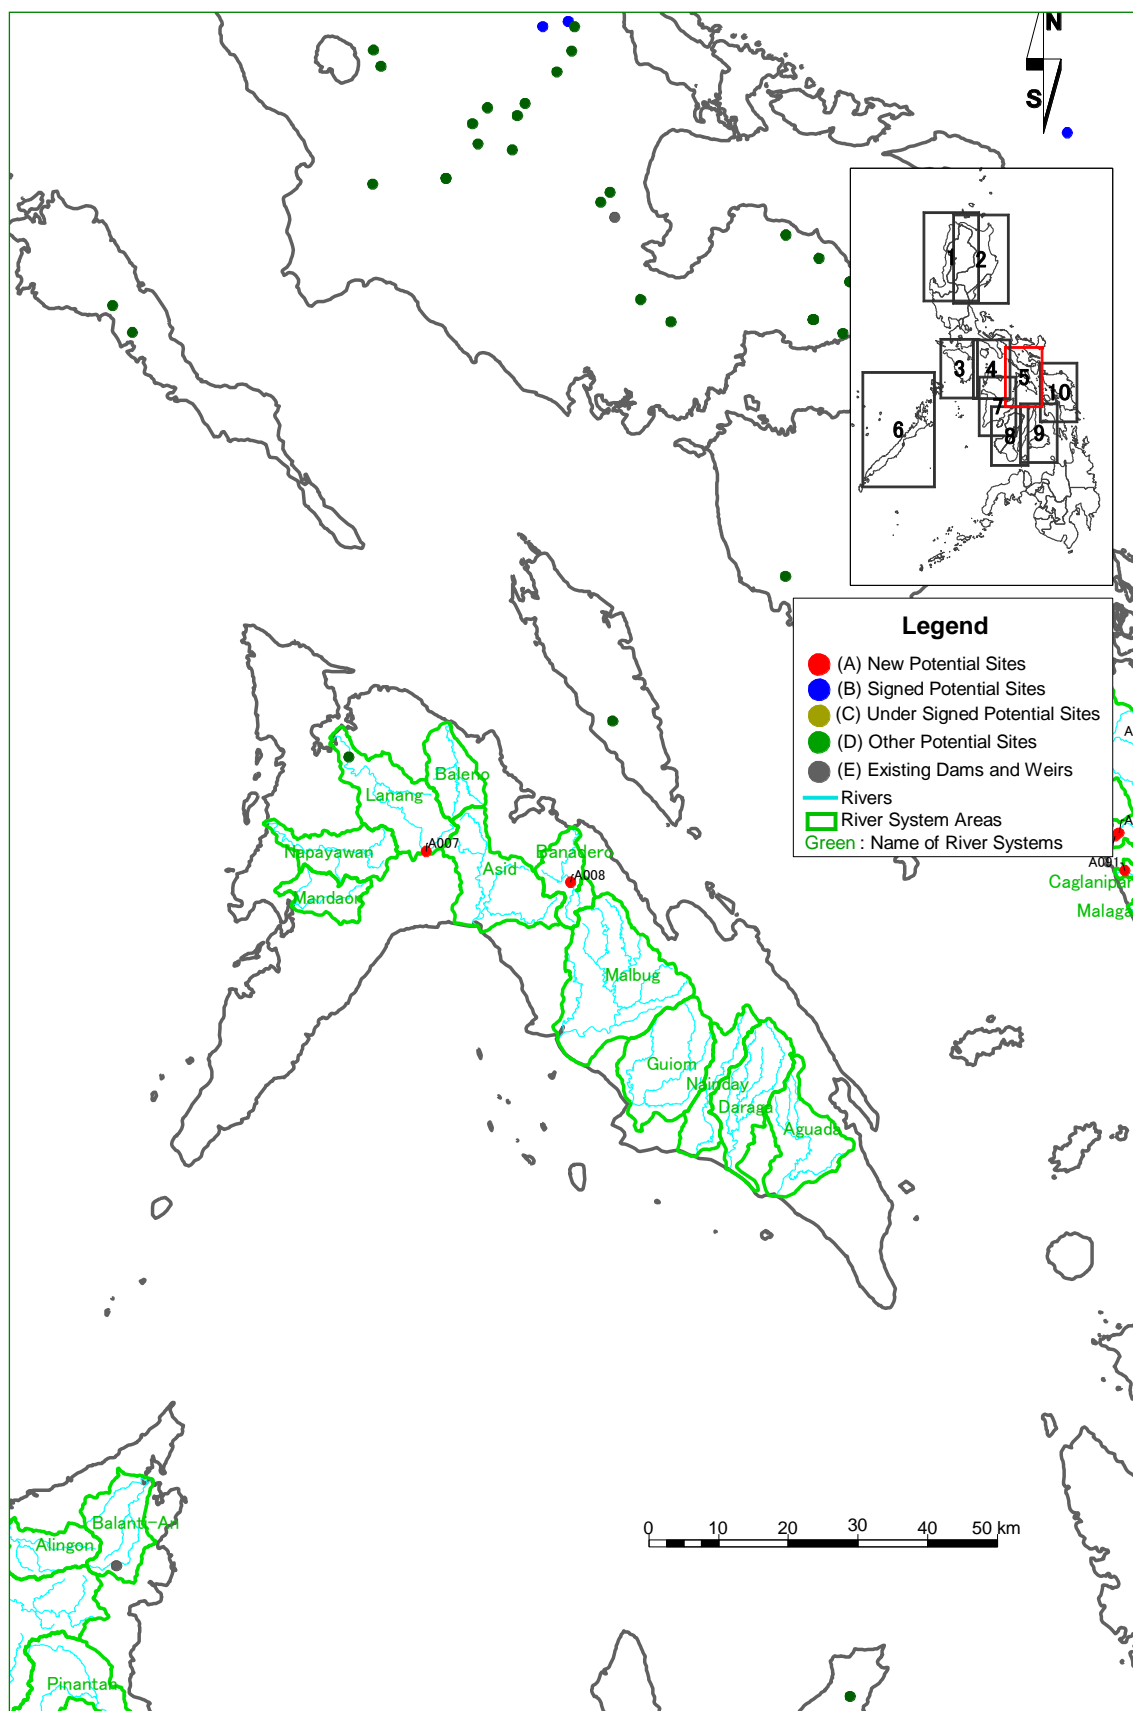 N
S
1
2
3
4
5
10
7
6
8
9
Legend
(A) New Potential Sites
(B) Signed Potential Sites
(C) Under Signed Potential Sites
(D) Other Potential Sites
(E) Existing Dams and Weirs
Rivers
River System Areas
Green : Name of River Systems
A
A
A091
Caglanipar
Malaga
Baleno
Lanang
A007
Napayawan
Banadero
Asid
A008
Mandaon
Malbug
Guiom
Nainday
Daraga
Aguada
Balanti-An
Alingon
Pinantan
0 10 20 30 40 50 km